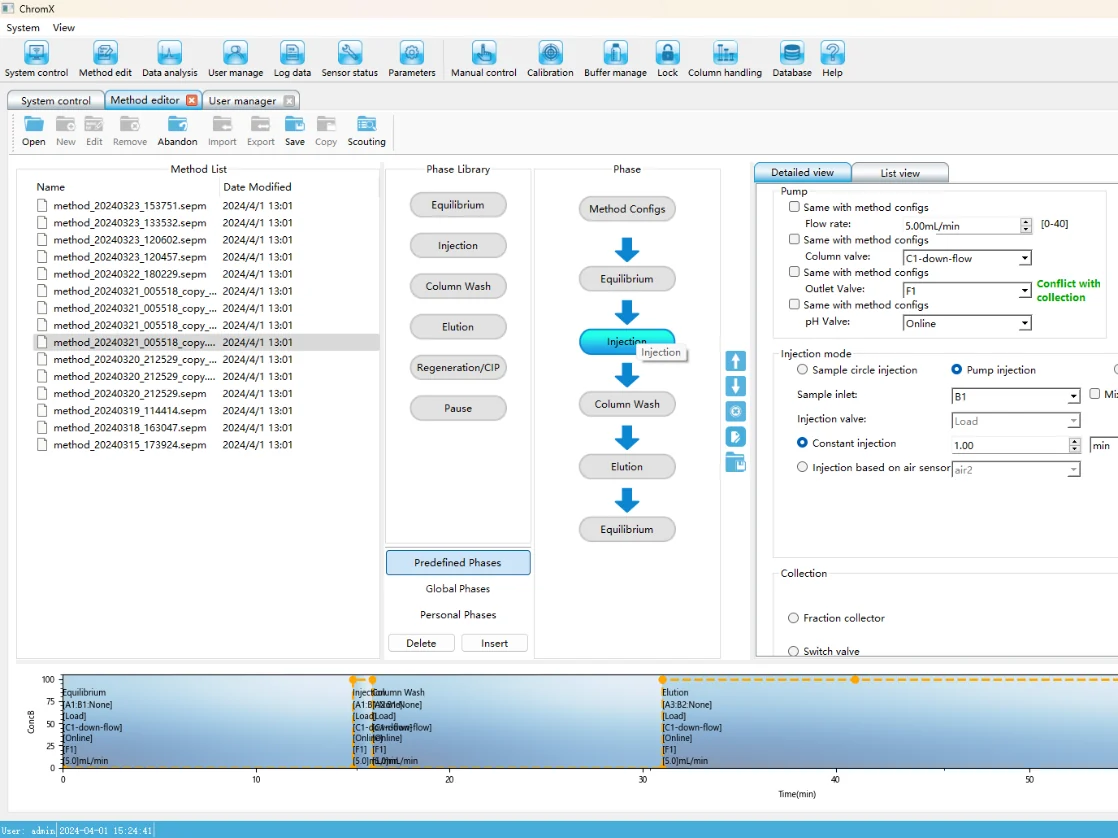 ChromX
System View
System control Method edit Data analysis User manage Log data Sensor status Parameters Manual control Calibration Buffer manage Lock Column handling Database Help
System control Method editor User manager
Open New Edit Remove Abandon Import Export Save Copy Scouting
Method List
Name Date Modified
method_20240323_153751.sepm 2024/4/1 13:01
method_20240323_133532.sepm 2024/4/1 13:01
method_20240323_120602.sepm 2024/4/1 13:01
method_20240323_120457.sepm 2024/4/1 13:01
method_20240322_180229.sepm 2024/4/1 13:01
method_20240321_005518_copy_... 2024/4/1 13:01
method_20240321_005518_copy_... 2024/4/1 13:01
method_20240321_005518_copy_... 2024/4/1 13:01
method_20240321_005518_copy.... 2024/4/1 13:01
method_20240320_212529_copy_... 2024/4/1 13:01
method_20240320_212529_copy.... 2024/4/1 13:01
method_20240320_212529.sepm 2024/4/1 13:01
method_20240319_114414.sepm 2024/4/1 13:01
method_20240318_163047.sepm 2024/4/1 13:01
method_20240315_173924.sepm 2024/4/1 13:01
Phase Library
Equilibrium
Injection
Column Wash
Elution
Regeneration/CIP
Pause
Predefined Phases
Global Phases
Personal Phases
Delete Insert
Phase
Method Configs
Equilibrium
Injection
Injection
Column Wash
Elution
Equilibrium
Detailed view List view
Pump
Same with method configs
Flow rate: 5.00mL/min [0-40]
Same with method configs
Column valve: C1-down-flow
Same with method configs
Outlet Valve: F1 Conflict with
collection
Same with method configs
pH Valve: Online
Injection mode
Sample circle injection Pump injection
Sample inlet: B1
Injection valve: Load
Constant injection 1.00 min
Injection based on air sensor air2
Collection
Fraction collector
Switch valve
ConcB
100
75
50
25
0
Equilibrium
[A1:B1:None]
[Load]
[C1-down-flow]
[Online]
[F1]
[5.0]mL/min
Injection
Column Wash
[Load]
[F1]
[F1]
Elution
[A3:B2:None]
[Load]
[C1-down-flow]
[Online]
[F1]
[5.0]mL/min
0 10 20 30 40 50
Time(min)
User: admin 2024-04-01 15:24:41